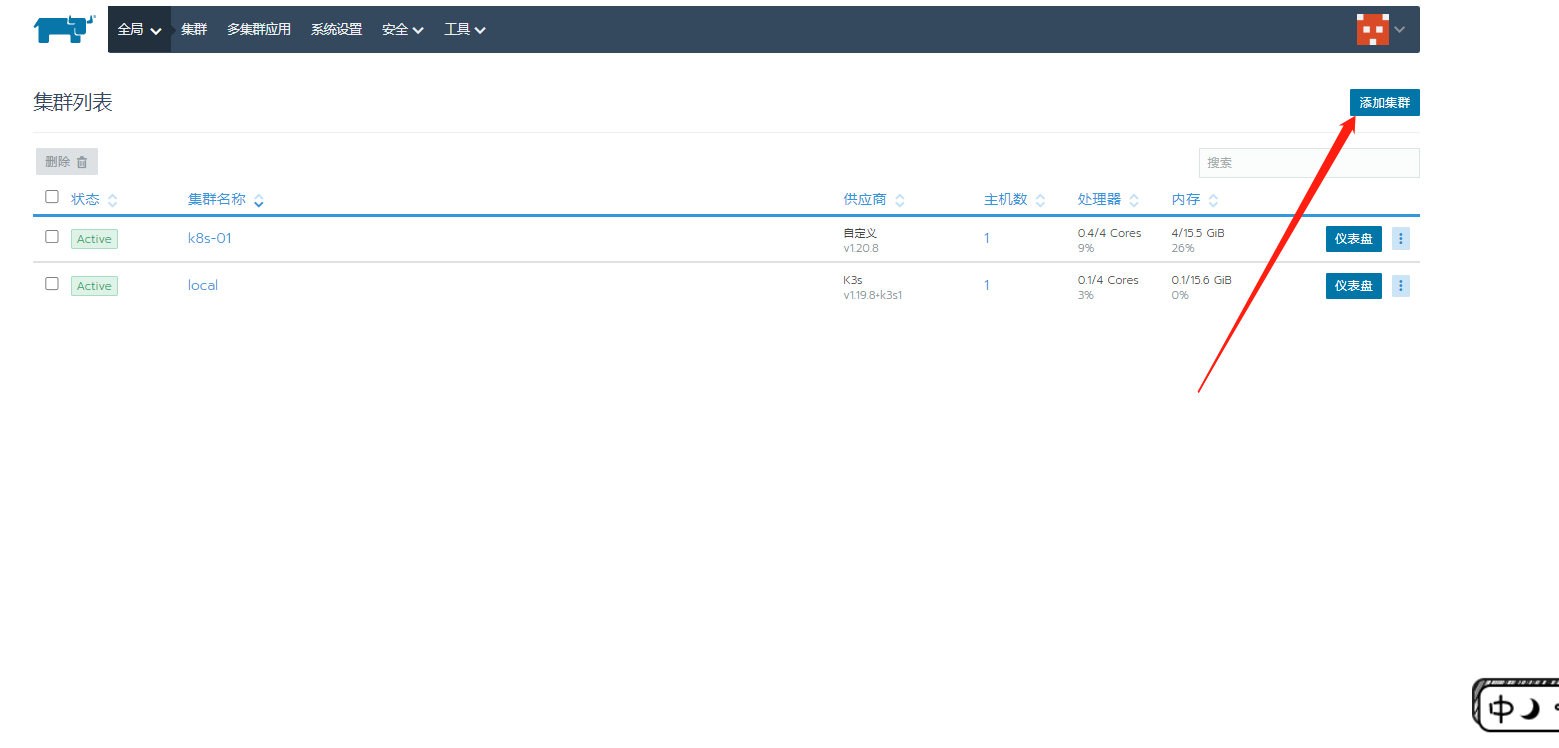 全局 集群 多集群应用 系统设置 安全 工具
集群列表
添加集群
删除
搜索
状态 集群名称 供应商 主机数 处理器 内存
Active k8s-01 自定义 1 0.4/4 Cores 4/15.5 GiB 仪表盘
v1.20.8 9% 26%
Active local K3s 1 0.1/4 Cores 0.1/15.6 GiB 仪表盘
v1.19.8+k3s1 3% 0%
中